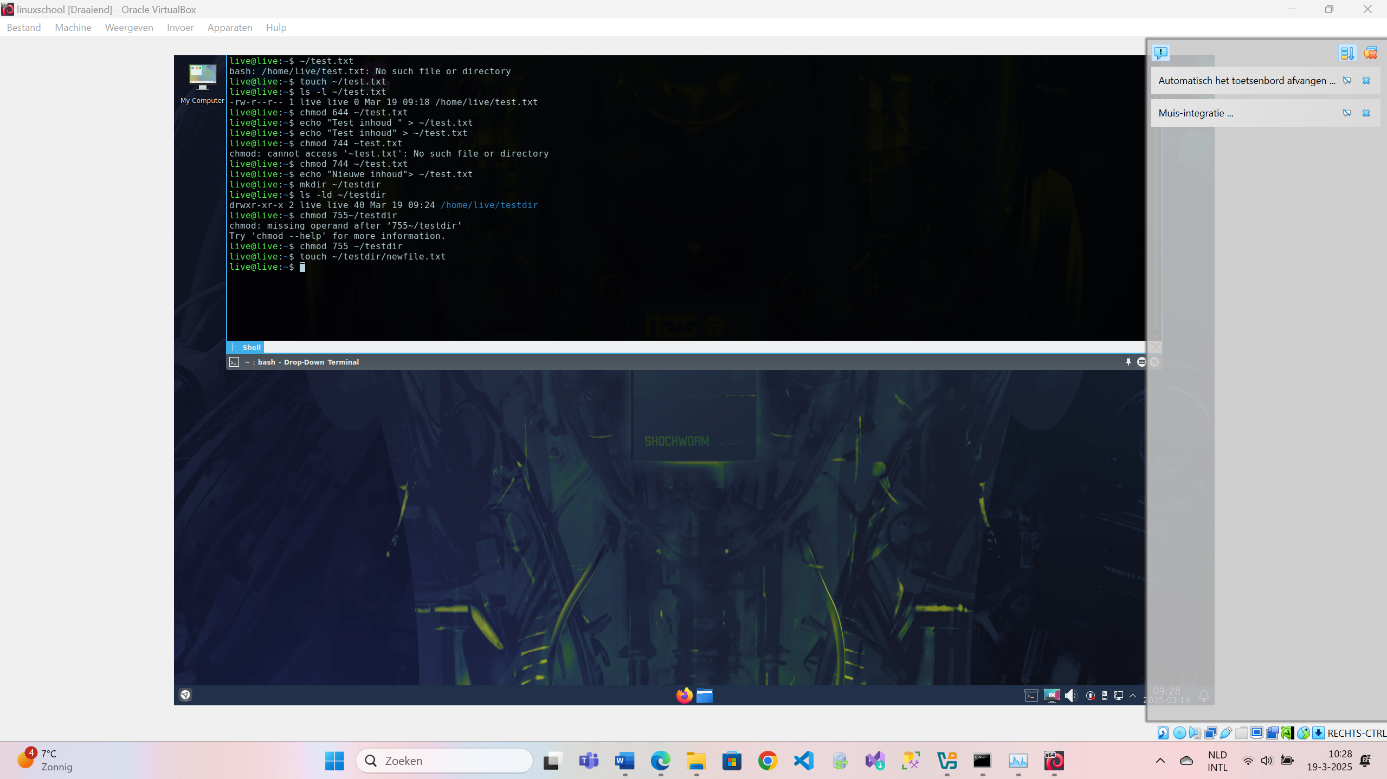 linuxschool [Draaiend] - Oracle VirtualBox
Bestand Machine Weergeven Invoer Apparaten Hulp
My Computer
live@live:~$ ~/test.txt
bash: /home/live/test.txt: No such file or directory
live@live:~$ touch ~/test.txt
live@live:~$ ls -l ~/test.txt
-rw-r--r-- 1 live live 0 Mar 19 09:18 /home/live/test.txt
live@live:~$ chmod 644 ~/test.txt
live@live:~$ echo "Test inhoud " > ~/test.txt
live@live:~$ echo "Test inhoud" > ~/test.txt
live@live:~$ chmod 744 ~test.txt
chmod: cannot access '~test.txt': No such file or directory
live@live:~$ chmod 744 ~/test.txt
live@live:~$ echo "Nieuwe inhoud"> ~/test.txt
live@live:~$ mkdir ~/testdir
live@live:~$ ls -ld ~/testdir
drwxr-xr-x 2 live live 40 Mar 19 09:24 /home/live/testdir
live@live:~$ chmod 755~/testdir
chmod: missing operand after ‘755~/testdir’
Try 'chmod --help' for more information.
live@live:~$ chmod 755 ~/testdir
live@live:~$ touch ~/testdir/newfile.txt
live@live:~$
Shell
~ : bash - Drop-Down Terminal
Automatisch het toetsenbord afvangen ...
Muis-integratie ...
SHOCKWORM
09:28
2025-03-19
RECHTS-CTRL
4
7°C
Zonnig
Zoeken
NLD
INTL
10:28
19-3-2025